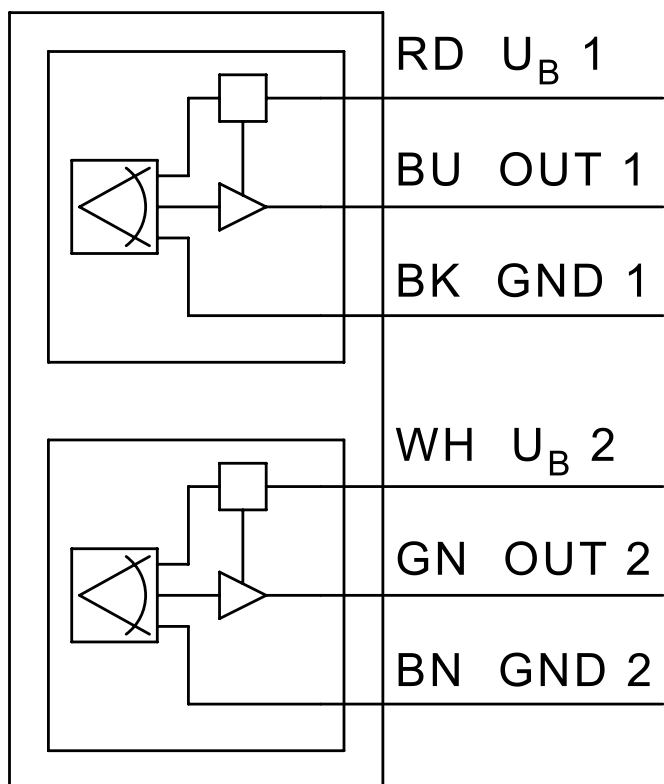 RD U_B 1
BU OUT 1
BK GND 1
WH U_B 2
GN OUT 2
BN GND 2